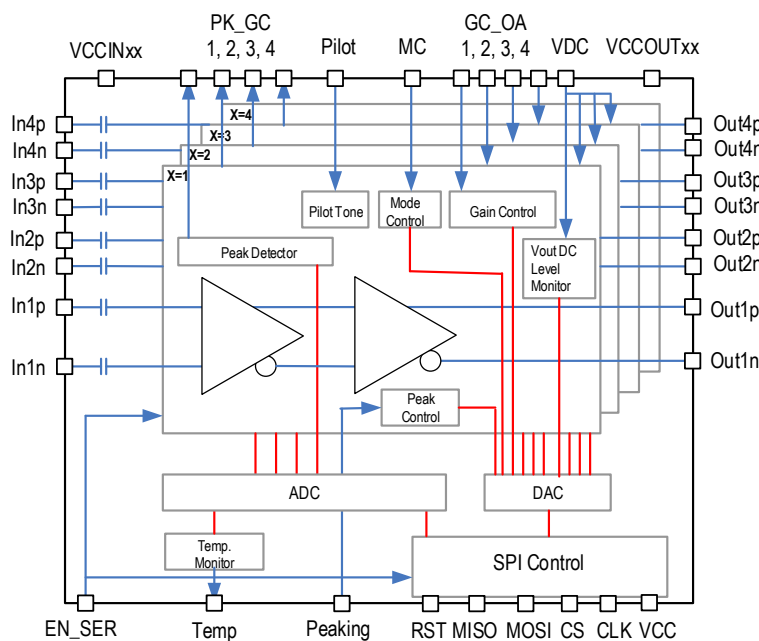 PK_GC
1, 2, 3, 4
GC_OA
1, 2, 3, 4
VCCINxx
Pilot
MC
VDC
VCCOUTxx
In4p
In4n
In3p
In3n
In2p
In2n
In1p
In1n
X=4
X=3
X=2
X=1
Pilot Tone
Mode
Control
Gain Control
Peak Detector
Vout DC
Level
Monitor
Peak
Control
Out4p
Out4n
Out3p
Out3n
Out2p
Out2n
Out1p
Out1n
ADC
DAC
Temp.
Monitor
SPI Control
EN_SER
Temp
Peaking
RST
MISO
MOSI
CS
CLK
VCC